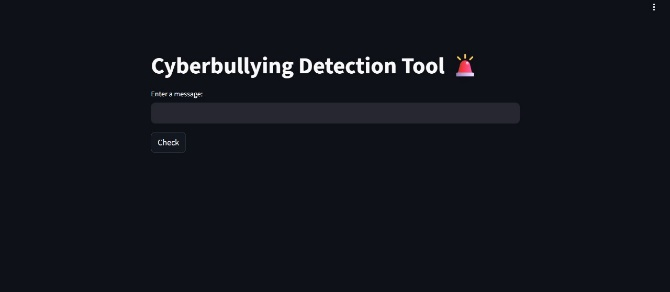 Cyberbullying Detection Tool 🚨
Enter a message:
Check